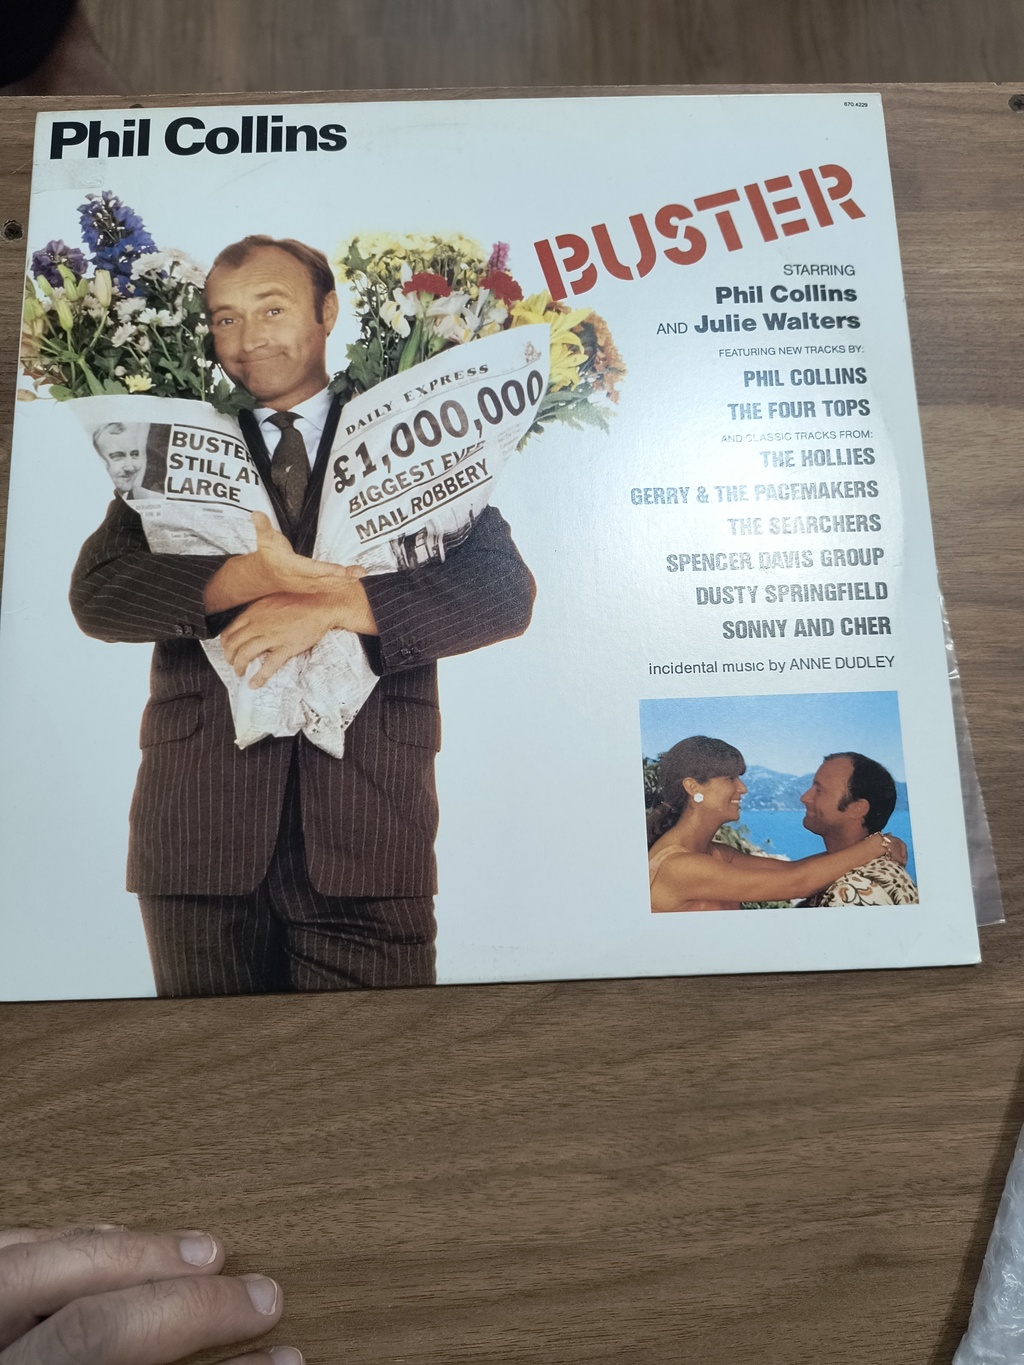 670.4229
Phil Collins
BUSTER
STARRING
Phil Collins
AND Julie Walters
FEATURING NEW TRACKS BY:
PHIL COLLINS
THE FOUR TOPS
AND CLASSIC TRACKS FROM:
THE HOLLIES
GERRY & THE PACEMAKERS
THE SEARCHERS
SPENCER DAVIS GROUP
DUSTY SPRINGFIELD
SONNY AND CHER
incidental music by ANNE DUDLEY
BUSTER
STILL AT
LARGE
DAILY EXPRESS
£1,000,000
BIGGEST EVER
MAIL ROBBERY